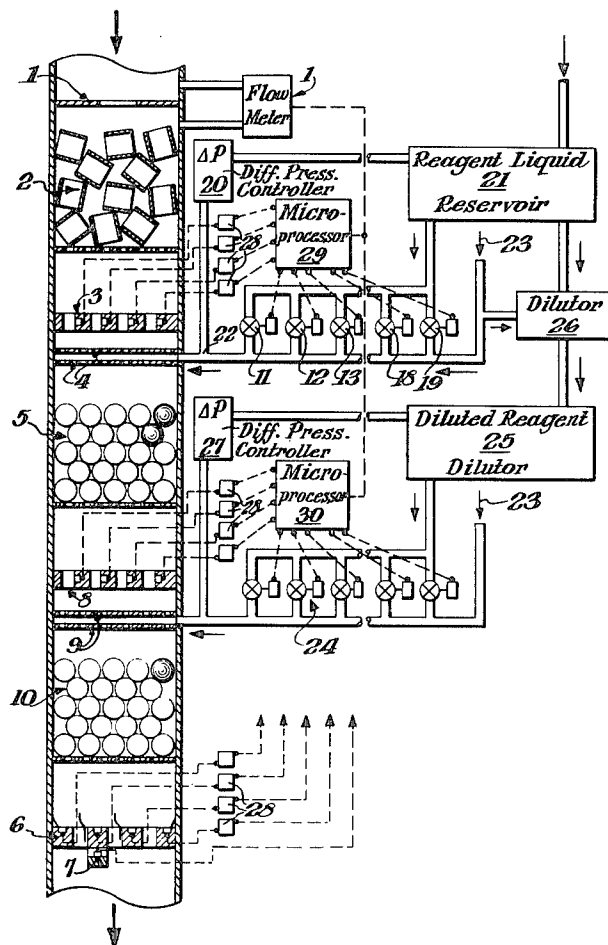 1
1
Flow
Meter
2
ΔP
20
Diff. Press.
Controller
Reagent Liquid
21
Reservoir
28
Micro-
processor
29
23
3
Dilutor
26
22
11
12
13
18
19
4
ΔP
27
Diff. Press.
Controller
Diluted Reagent
25
Dilutor
5
28
Micro-
processor
30
23
8
24
9
10
28
6
7